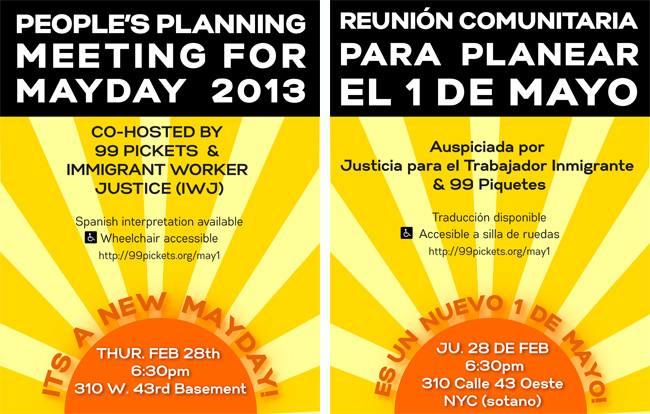 PEOPLE'S PLANNING
MEETING FOR
MAYDAY 2013
CO-HOSTED BY
99 PICKETS &
IMMIGRANT WORKER
JUSTICE (IWJ)
Spanish interpretation available
Wheelchair accessible
http://99pickets.org/may1
ITS A NEW MAYDAY!
THUR. FEB 28th
6:30pm
310 W. 43rd Basement
REUNIÓN COMUNITARIA
PARA PLANEAR
EL 1 DE MAYO
Auspiciada por
Justicia para el Trabajador Inmigrante
& 99 Piquetes
Traducción disponible
Accesible a silla de ruedas
http://99pickets.org/may1
ES UN NUEVO 1 DE MAYO!
JU. 28 DE FEB
6:30pm
310 Calle 43 Oeste
NYC (sotano)